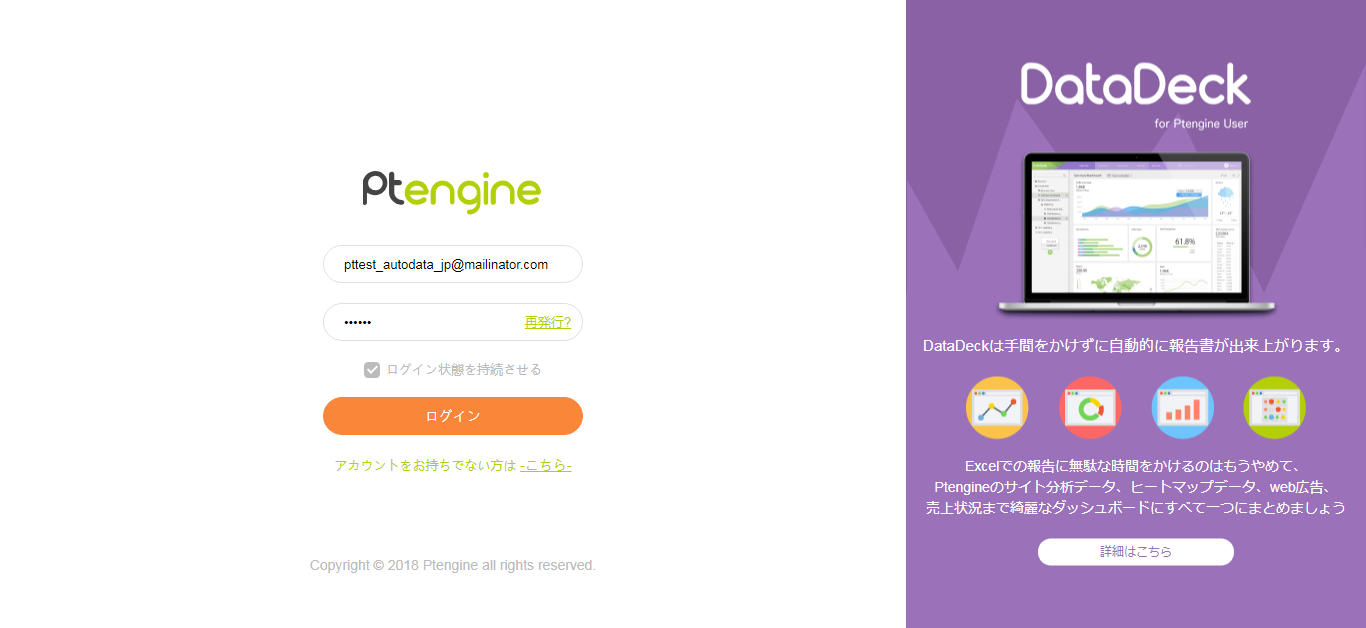 Ptengine
pttest_autodata_jp@mailinator.com
••••••
再発行?
ログイン状態を持続させる
ログイン
アカウントをお持ちでない方は -こちら-
Copyright © 2018 Ptengine all rights reserved.
DataDeck
for Ptengine User
61.8%
DataDeckは手間をかけずに自動的に報告書が出来上がります。
Excelでの報告に無駄な時間をかけるのはもうやめて、
Ptengineのサイト分析データ、ヒートマップデータ、web広告、
売上状況まで綺麗なダッシュボードにすべて一つにまとめましょう
詳細はこちら